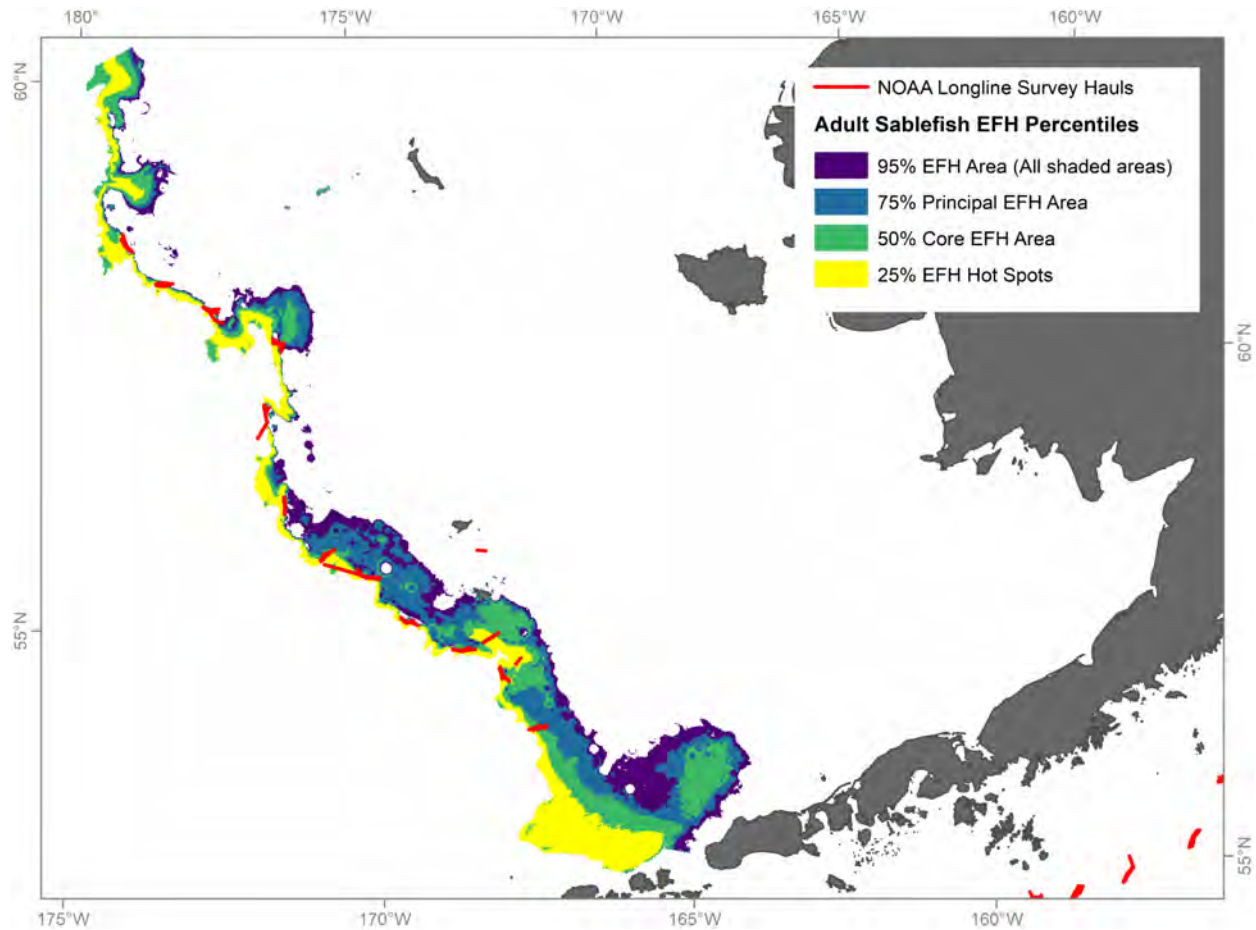 180° 175°W 170°W 165°W 160°W
60°N
NOAA Longline Survey Hauls
Adult Sablefish EFH Percentiles
95% EFH Area (All shaded areas)
75% Principal EFH Area
50% Core EFH Area
25% EFH Hot Spots
60°N
55°N
55°N
175°W 170°W 165°W 160°W